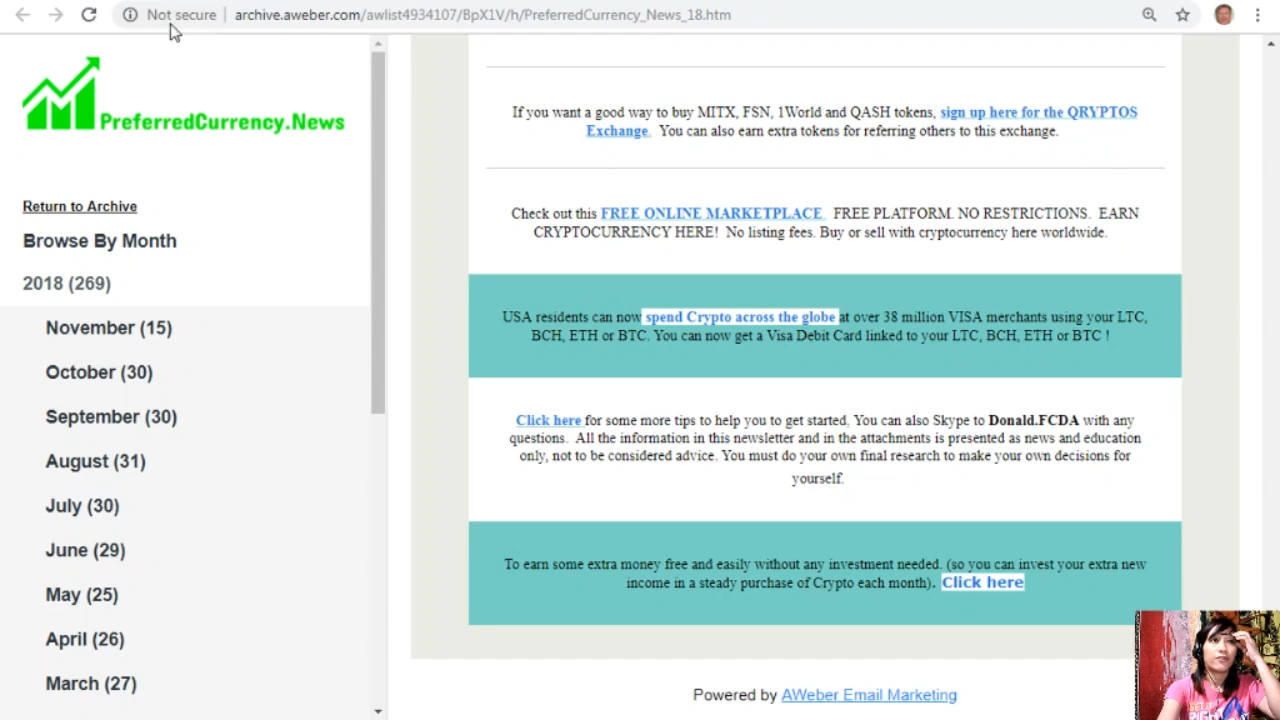 Not secure
archive.aweber.com/awlist4934107/BpX1V/h/PreferredCurrency_News_18.htm
PreferredCurrency.News
Return to Archive
Browse By Month
2018 (269)
November (15)
October (30)
September (30)
August (31)
July (30)
June (29)
May (25)
April (26)
March (27)
If you want a good way to buy MITX, FSN, 1World and QASH tokens, sign up here for the QRYPTOS
Exchange. You can also earn extra tokens for referring others to this exchange.
Check out this FREE ONLINE MARKETPLACE. FREE PLATFORM. NO RESTRICTIONS. EARN
CRYPTOCURRENCY HERE! No listing fees. Buy or sell with cryptocurrency here worldwide.
USA residents can now spend Crypto across the globe at over 38 million VISA merchants using your LTC,
BCH, ETH or BTC. You can now get a Visa Debit Card linked to your LTC, BCH, ETH or BTC !
Click here for some more tips to help you to get started. You can also Skype to Donald.FCDA with any
questions. All the information in this newsletter and in the attachments is presented as news and education
only, not to be considered advice. You must do your own final research to make your own decisions for
yourself.
To earn some extra money free and easily without any investment needed. (so you can invest your extra new
income in a steady purchase of Crypto each month). Click here
Powered by AWeber Email Marketing